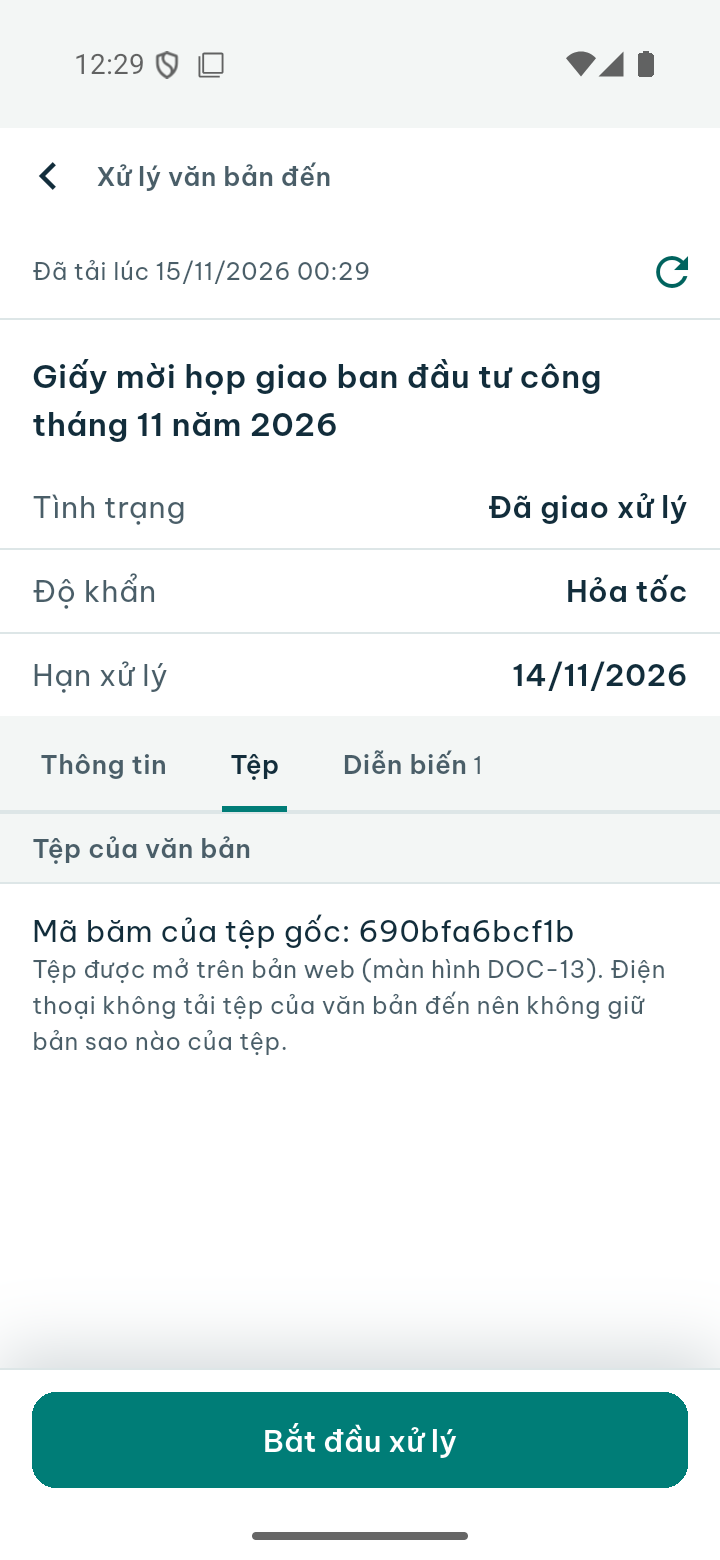 12:29
Xử lý văn bản đến
Đã tải lúc 15/11/2026 00:29
Giấy mời họp giao ban đầu tư công
tháng 11 năm 2026
Tình trạng Đã giao xử lý
Độ khẩn Hỏa tốc
Hạn xử lý 14/11/2026
Thông tin Tệp Diễn biến 1
Tệp của văn bản
Mã băm của tệp gốc: 690bfa6bcf1b
Tệp được mở trên bản web (màn hình DOC-13). Điện
thoại không tải tệp của văn bản đến nên không giữ
bản sao nào của tệp.
Bắt đầu xử lý